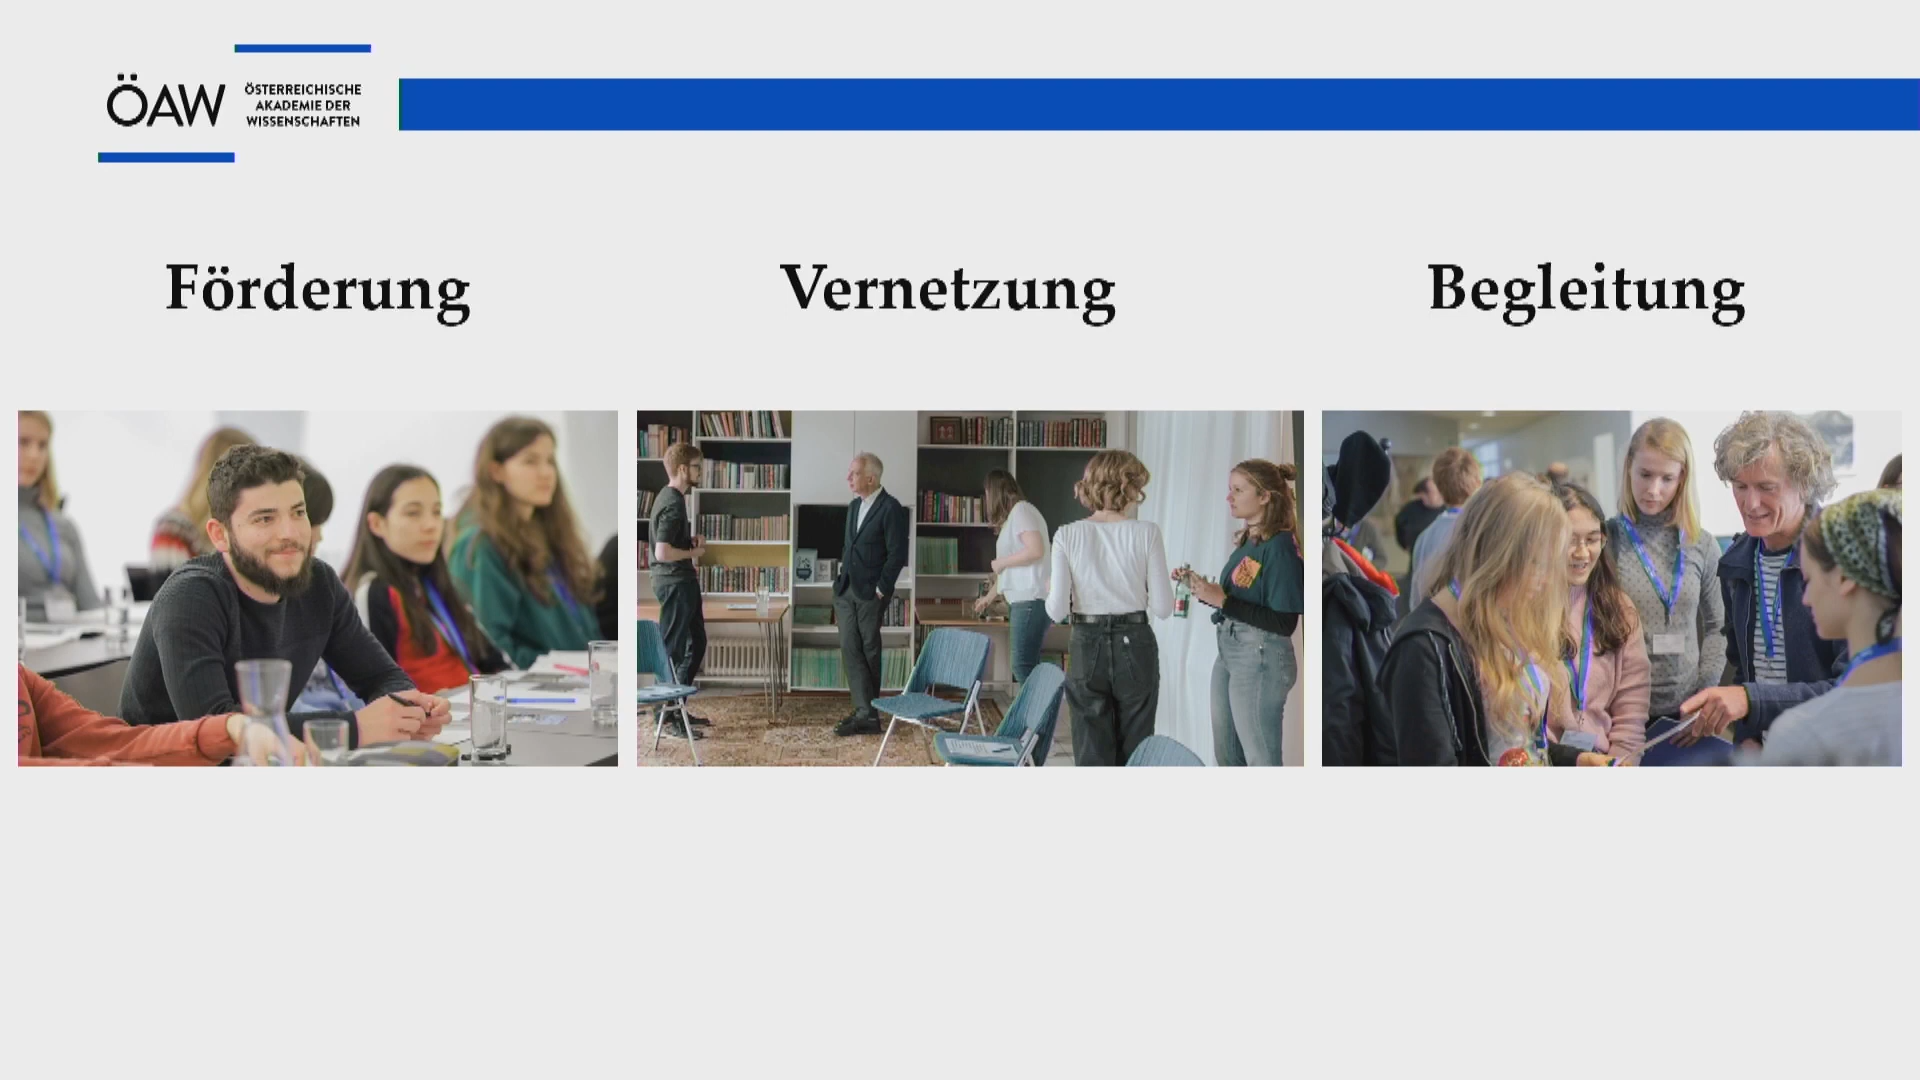 ÖAW
ÖSTERREICHISCHE
AKADEMIE DER
WISSENSCHAFTEN
Förderung
Vernetzung
Begleitung